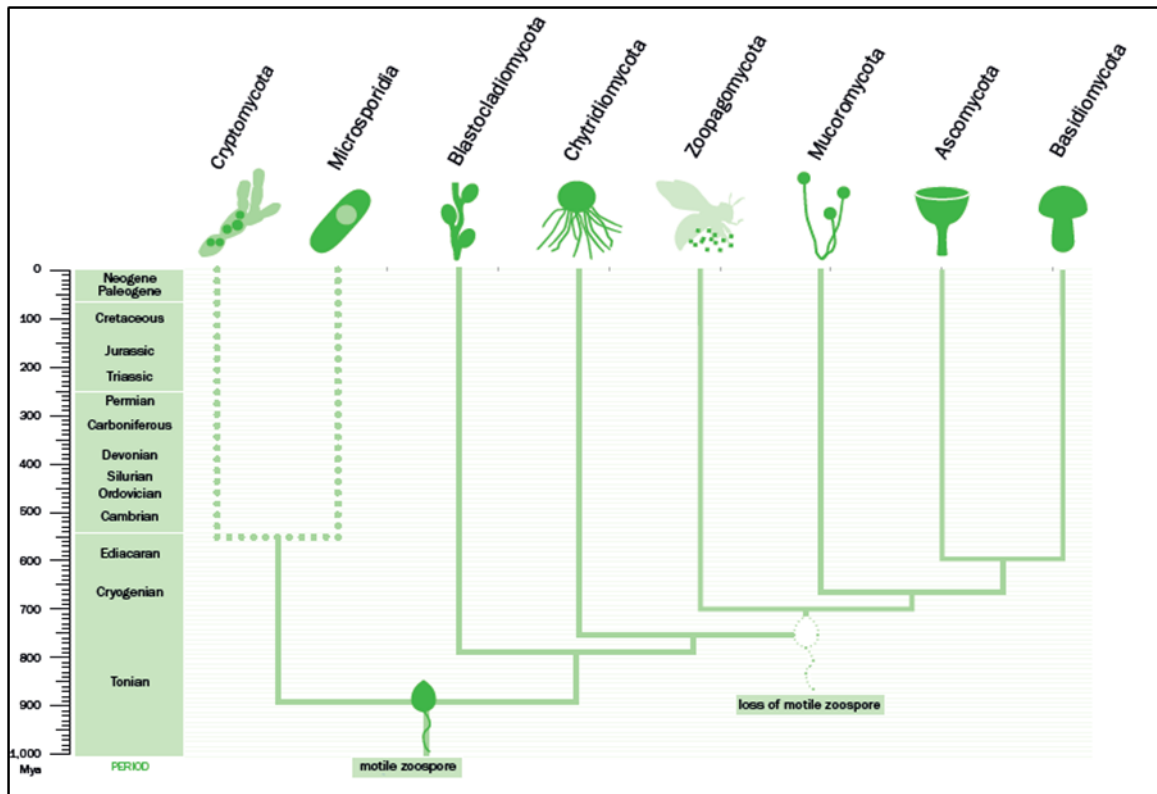 Cryptomycota
Microsporidia
Blastocladiomycota
Chytridiomycota
Zoopagomycota
Mucoromycota
Ascomycota
Basidiomycota
0
Neogene
Paleogene
100
Cretaceous
Jurassic
200
Triassic
Permian
300
Carboniferous
Devonian
400
Silurian
Ordovician
500
Cambrian
Ediacaran
600
Cryogenian
700
800
Tonian
900
loss of motile zoospore
1,000
Mya
PERIOD
motile zoospore